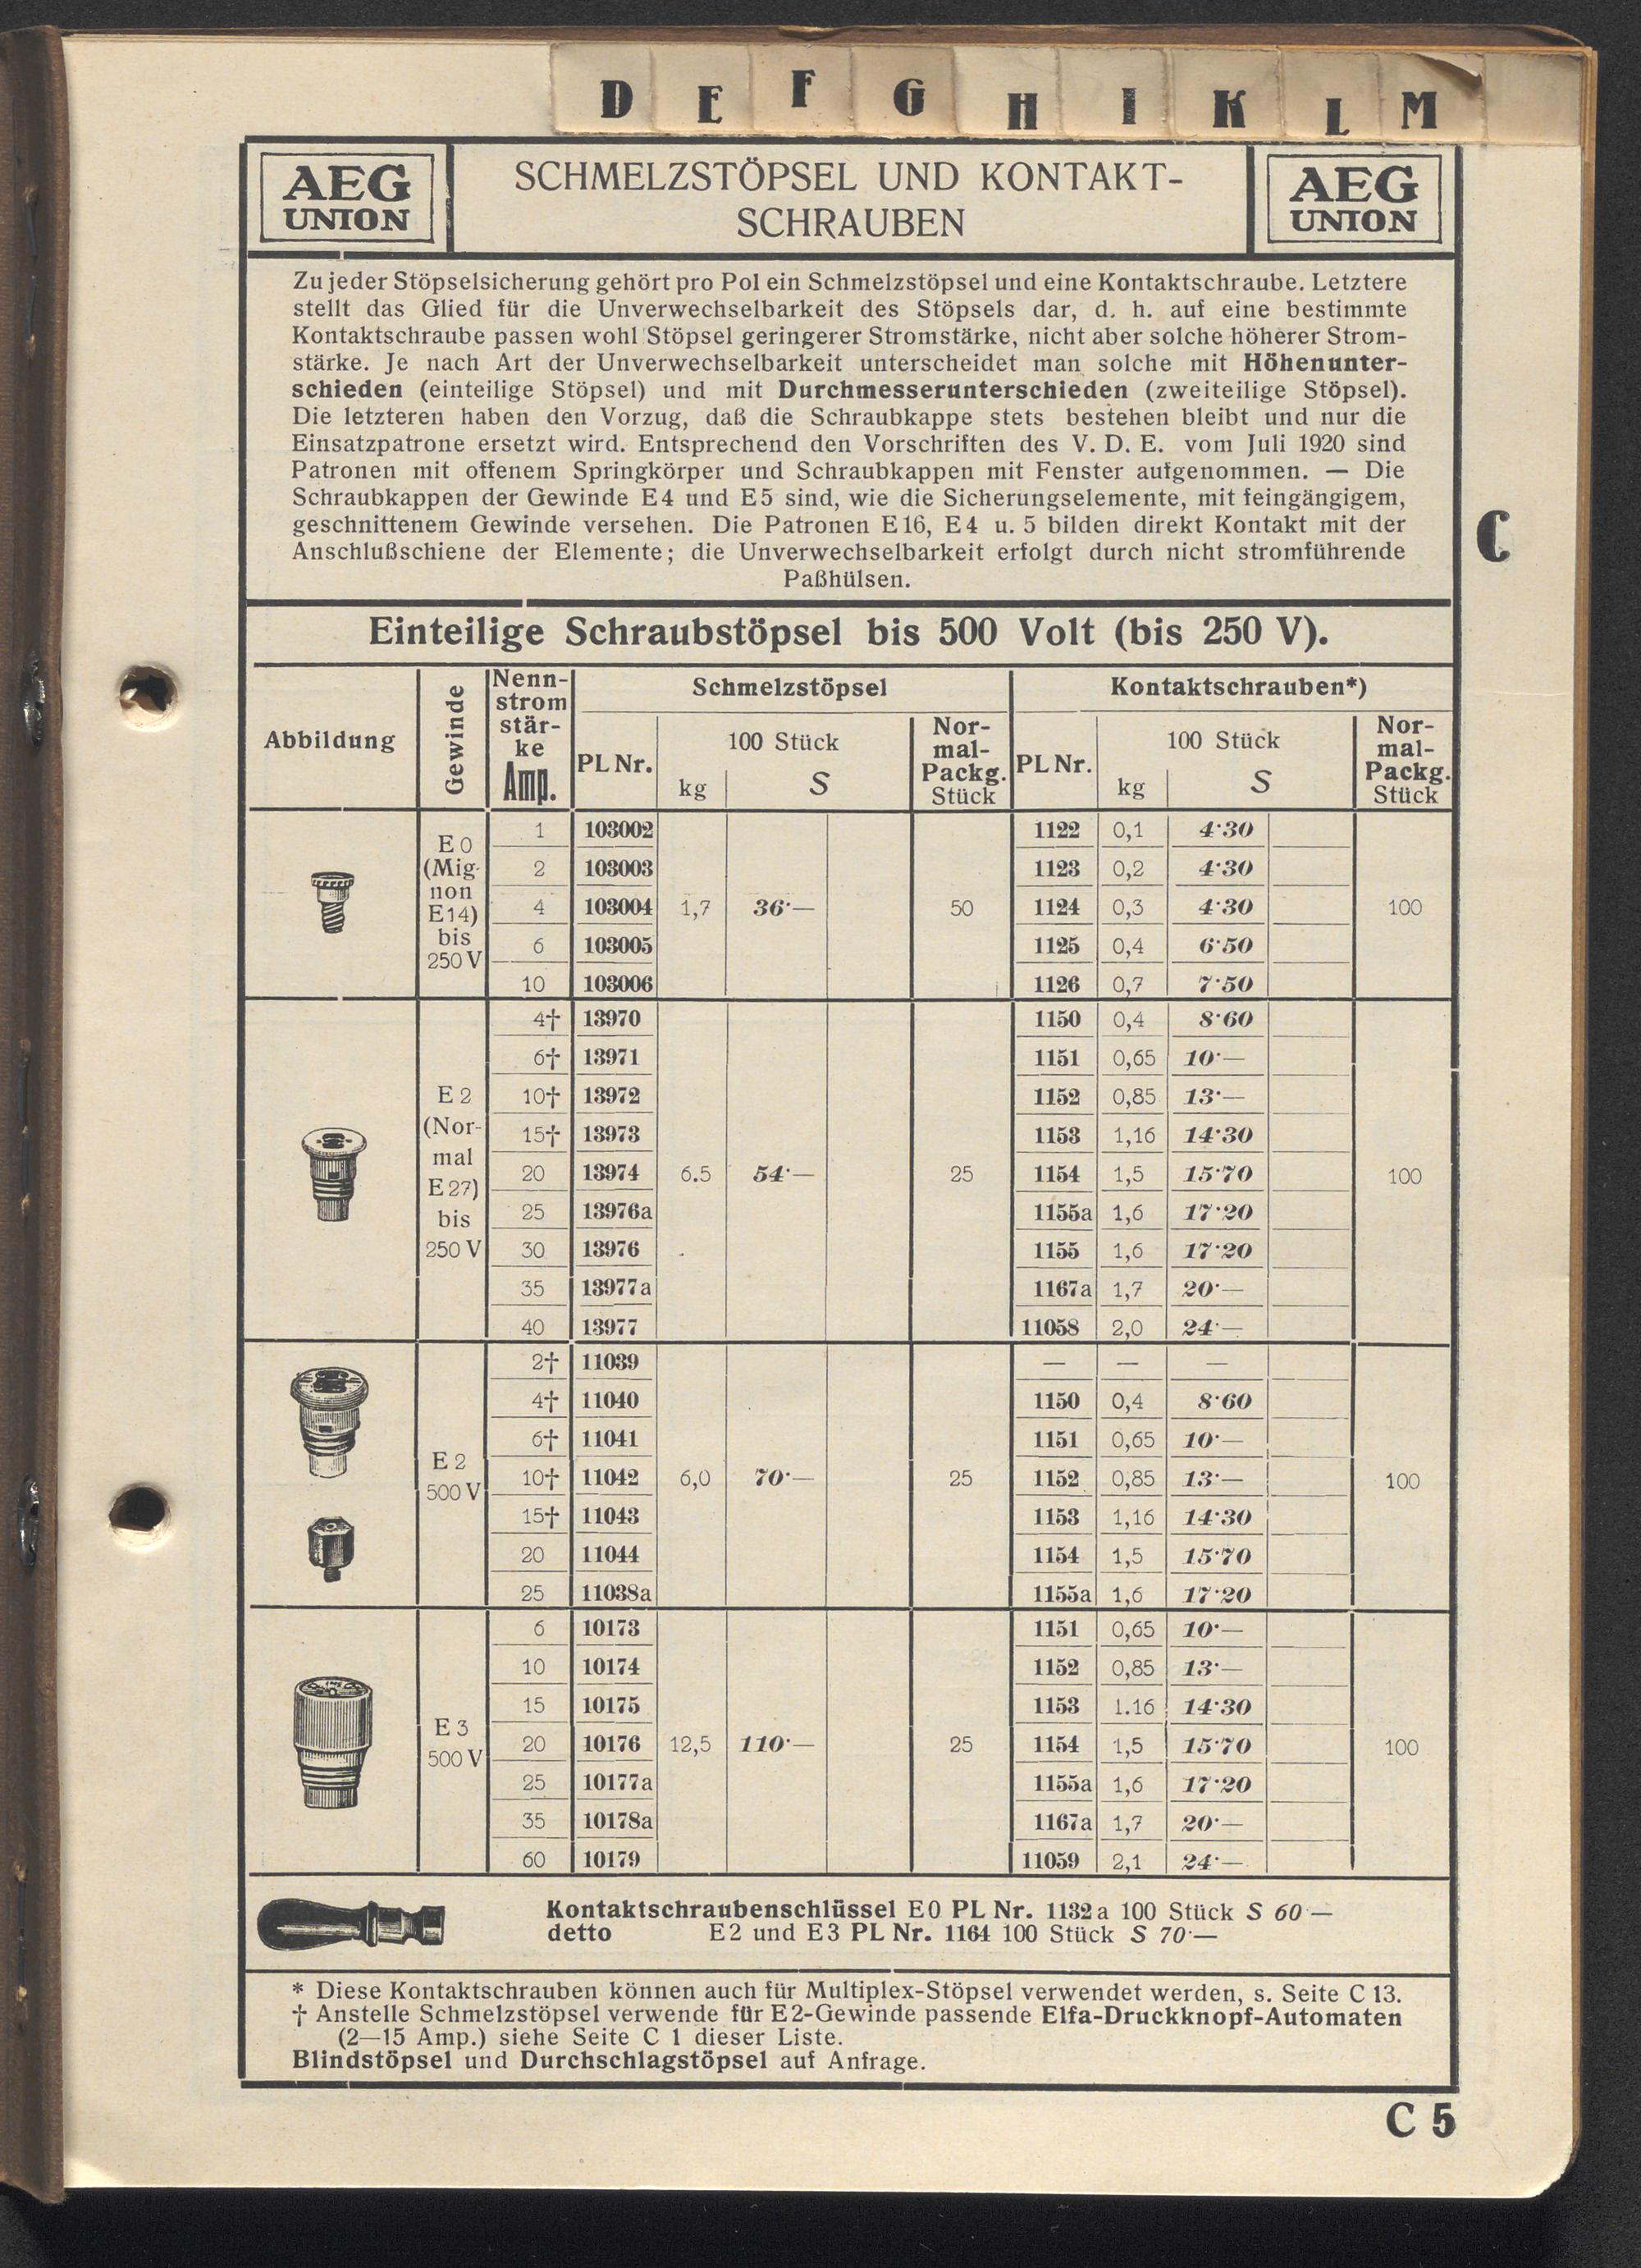 D E F G H I K L M
AEG
UNION
SCHMELZSTÖPSEL UND KONTAKT-
SCHRAUBEN
AEG
UNION
Zu jeder Stöpselsicherung gehört pro Pol ein Schmelzstöpsel und eine Kontaktschraube. Letztere
stellt das Glied für die Unverwechselbarkeit des Stöpsels dar, d. h. auf eine bestimmte
Kontaktschraube passen wohl Stöpsel geringerer Stromstärke, nicht aber solche höherer Strom-
stärke. Je nach Art der Unverwechselbarkeit unterscheidet man solche mit Höhenunter-
schieden (einteilige Stöpsel) und mit Durchmesserunterschieden (zweiteilige Stöpsel).
Die letzteren haben den Vorzug, daß die Schraubkappe stets bestehen bleibt und nur die
Einsatzpatrone ersetzt wird. Entsprechend den Vorschriften des V. D. E. vom Juli 1920 sind
Patronen mit offenem Springkörper und Schraubkappen mit Fenster aufgenommen. — Die
Schraubkappen der Gewinde E4 und E5 sind, wie die Sicherungselemente, mit feingängigem,
geschnittenem Gewinde versehen. Die Patronen E16, E4 u. 5 bilden direkt Kontakt mit der
Anschlußschiene der Elemente; die Unverwechselbarkeit erfolgt durch nicht stromführende
Paßhülsen.
C
Einteilige Schraubstöpsel bis 500 Volt (bis 250 V).
Abbildung
Gewinde
Nenn-
strom
stär-
ke
Amp.
Schmelzstöpsel
PL Nr.
100 Stück
kg S
Nor-
mal-
Packg.
Stück
Kontaktschrauben*)
PL Nr.
100 Stück
kg S
Nor-
mal-
Packg.
Stück
E 0
(Mig-
non
E14)
bis
250 V
1 103002 1122 0,1 4·30
2 103003 1123 0,2 4·30
4 103004 1,7 36·— 50 1124 0,3 4·30 100
6 103005 1125 0,4 6·50
10 103006 1126 0,7 7·50
E 2
(Nor-
mal
E27)
bis
250 V
4† 13970 1150 0,4 8·60
6† 13971 1151 0,65 10·—
10† 13972 1152 0,85 13·—
15† 13973 1153 1,16 14·30
20 13974 6.5 54·— 25 1154 1,5 15·70 100
25 13976a 1155a 1,6 17·20
30 13976 1155 1,6 17·20
35 13977a 1167a 1,7 20·—
40 13977 11058 2,0 24·—
E 2
500 V
2† 11039 — — —
4† 11040 1150 0,4 8·60
6† 11041 1151 0,65 10·—
10† 11042 6,0 70·— 25 1152 0,85 13·— 100
15† 11043 1153 1,16 14·30
20 11044 1154 1,5 15·70
25 11038a 1155a 1,6 17·20
E 3
500 V
6 10173 1151 0,65 10·—
10 10174 1152 0,85 13·—
15 10175 1153 1.16 14·30
20 10176 12,5 110·— 25 1154 1,5 15·70 100
25 10177a 1155a 1,6 17·20
35 10178a 1167a 1,7 20·—
60 10179 11059 2,1 24·—
Kontaktschraubenschlüssel E0 PL Nr. 1132a 100 Stück S 60·—
detto E2 und E3 PL Nr. 1164 100 Stück S 70·—
* Diese Kontaktschrauben können auch für Multiplex-Stöpsel verwendet werden, s. Seite C 13.
† Anstelle Schmelzstöpsel verwende für E2-Gewinde passende Elfa-Druckknopf-Automaten
(2—15 Amp.) siehe Seite C 1 dieser Liste.
Blindstöpsel und Durchschlagstöpsel auf Anfrage.
C 5